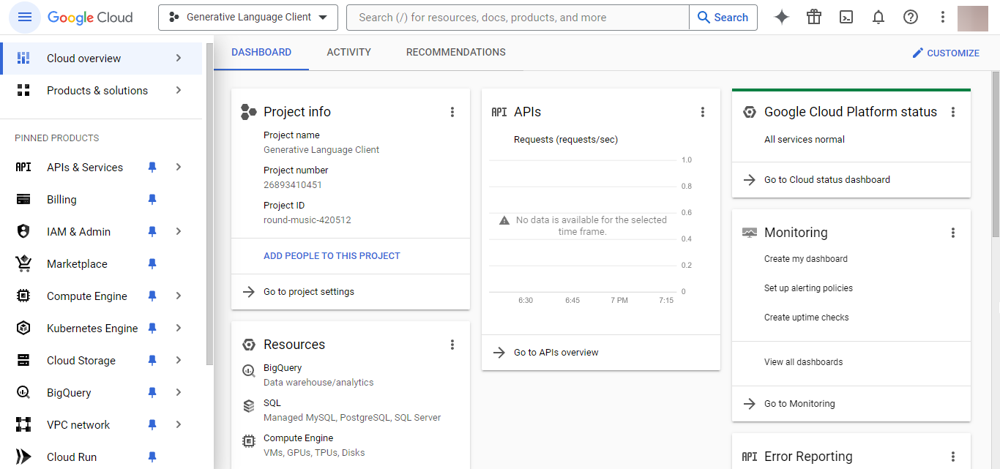 Google Cloud
Generative Language Client
Search (/) for resources, docs, products, and more
Search
Cloud overview
Products & solutions
PINNED PRODUCTS
API APIs & Services
Billing
IAM & Admin
Marketplace
Compute Engine
Kubernetes Engine
Cloud Storage
BigQuery
VPC network
Cloud Run
DASHBOARD
ACTIVITY
RECOMMENDATIONS
CUSTOMIZE
Project info
Project name
Generative Language Client
Project number
26893410451
Project ID
round-music-420512
ADD PEOPLE TO THIS PROJECT
Go to project settings
Resources
BigQuery
Data warehouse/analytics
SQL
Managed MySQL, PostgreSQL, SQL Server
Compute Engine
VMs, GPUs, TPUs, Disks
API APIs
Requests (requests/sec)
1.0
0.8
0.6
No data is available for the selected
time frame.
0.4
0.2
0
6:30 6:45 7 PM 7:15
Go to APIs overview
Google Cloud Platform status
All services normal
Go to Cloud status dashboard
Monitoring
Create my dashboard
Set up alerting policies
Create uptime checks
View all dashboards
Go to Monitoring
API Error Reporting